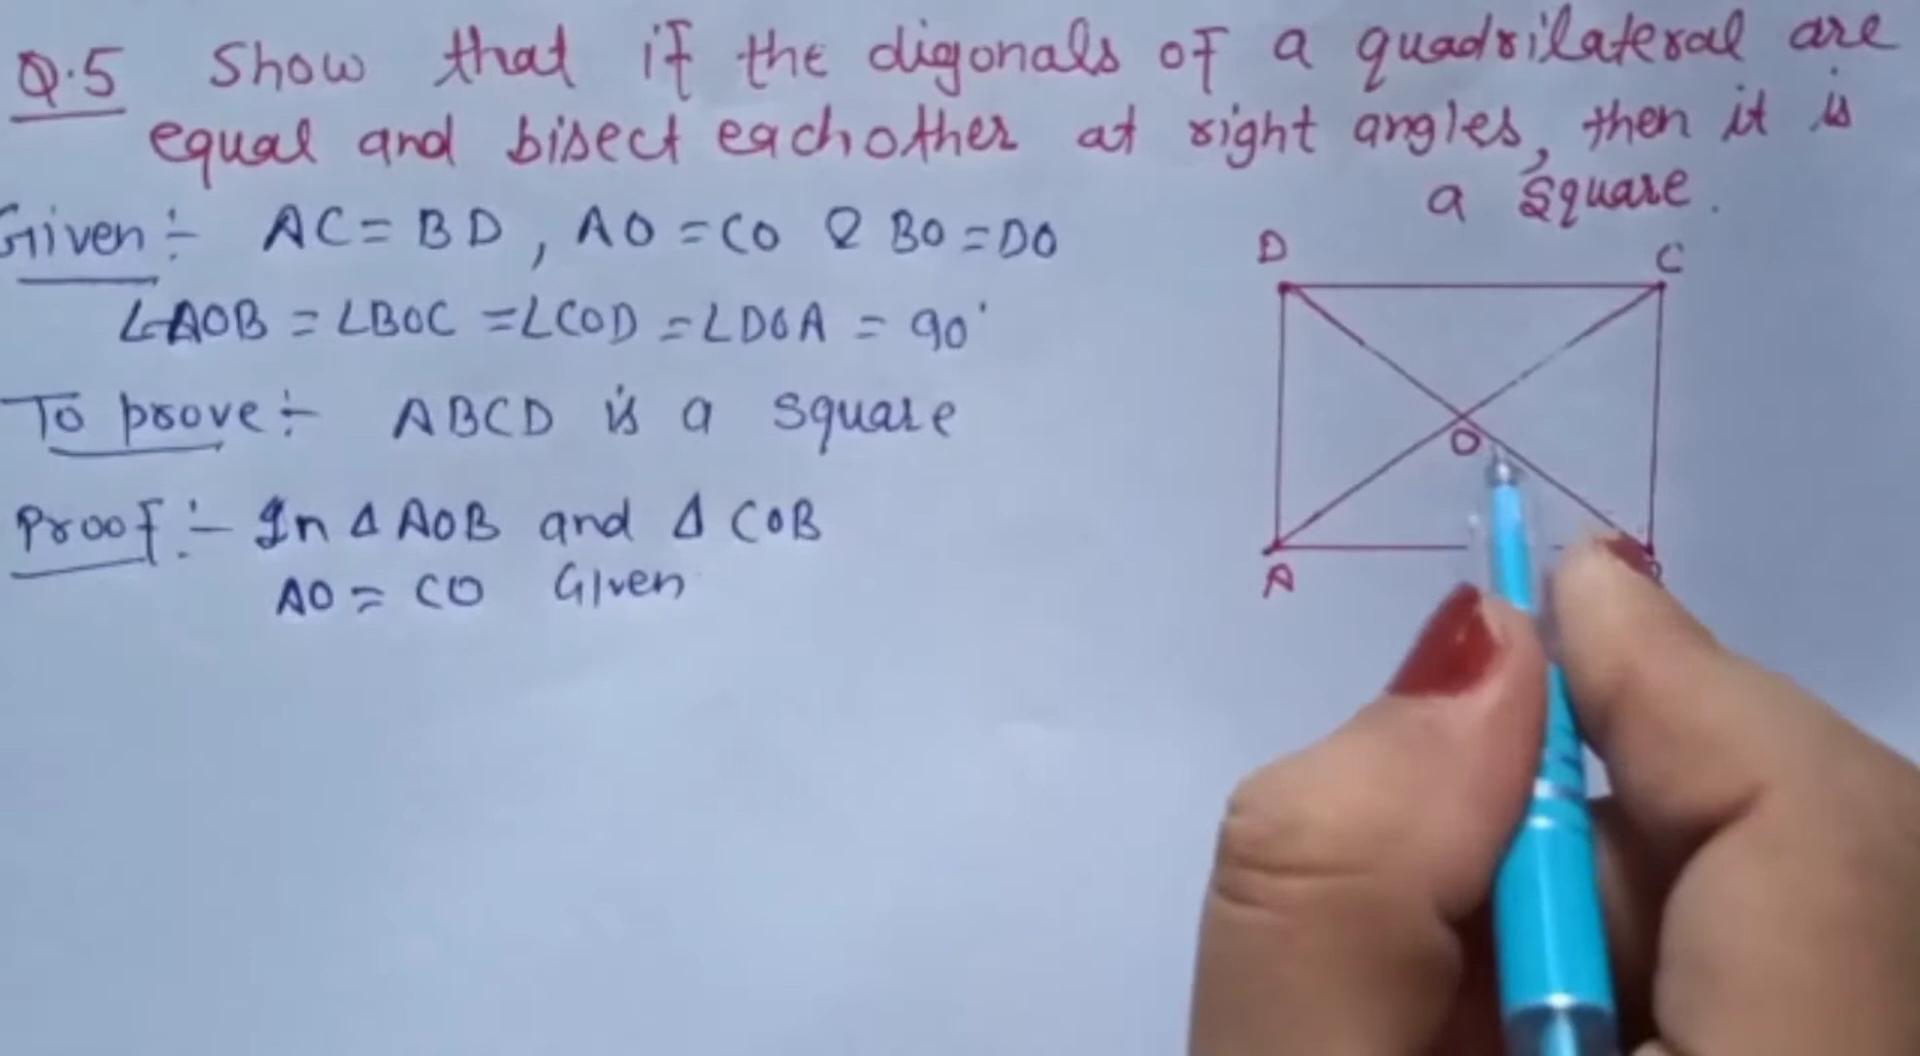 Q.5 Show that if the digonals of a quadrilateral are
equal and bisect eachother at right angles, then it is
a square.
Given :- AC = BD, AO = CO & BO = DO
∠AOB = ∠BOC = ∠COD = ∠DOA = 90°
To prove :- ABCD is a square
Proof :- In Δ AOB and Δ COB
AO = CO Given
D C
O
A